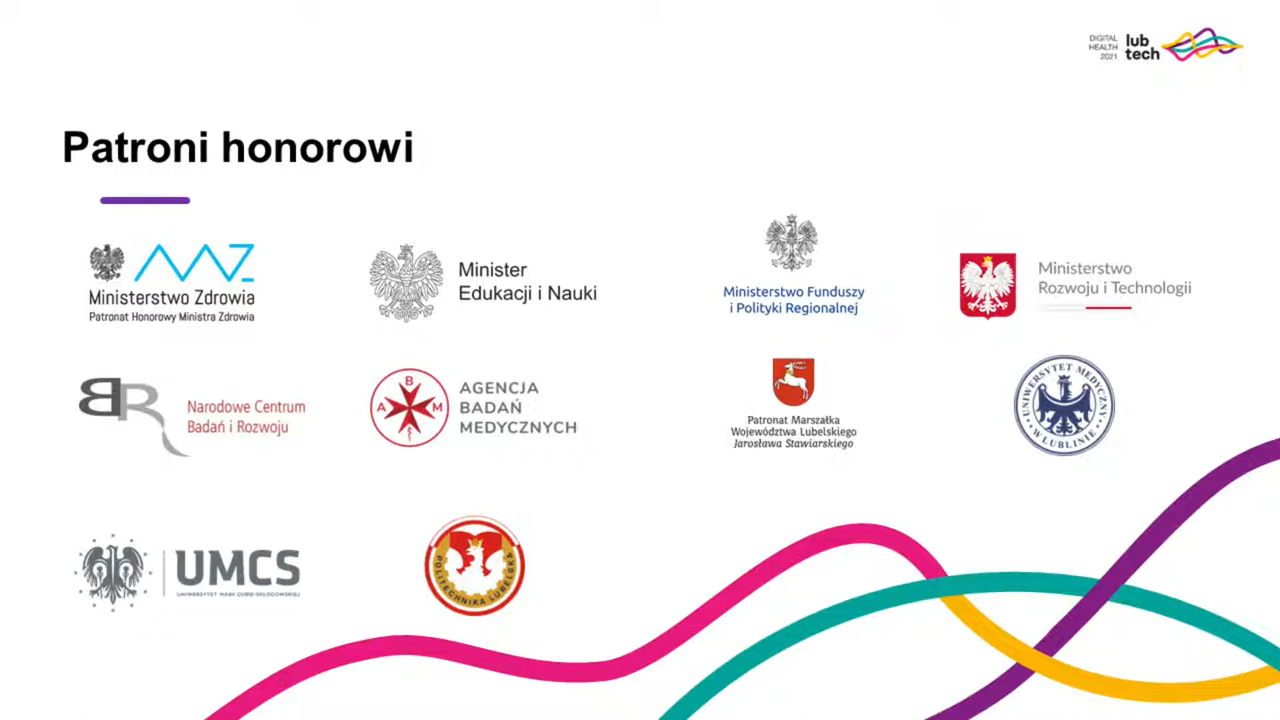 DIGITAL
HEALTH
2021
lub
tech
Patroni honorowi
Ministerstwo Zdrowia
Patronat Honorowy Ministra Zdrowia
Minister
Edukacji i Nauki
Ministerstwo Funduszy
i Polityki Regionalnej
Ministerstwo
Rozwoju i Technologii
BR
Narodowe Centrum
Badań i Rozwoju
A B M
AGENCJA
BADAŃ
MEDYCZNYCH
Patronat Marszałka
Województwa Lubelskiego
Jarosława Stawiarskiego
UNIWERSYTET MEDYCZNY
W LUBLINIE
UMCS
UNIWERSYTET MARII CURIE-SKŁODOWSKIEJ
POLITECHNIKA LUBELSKA